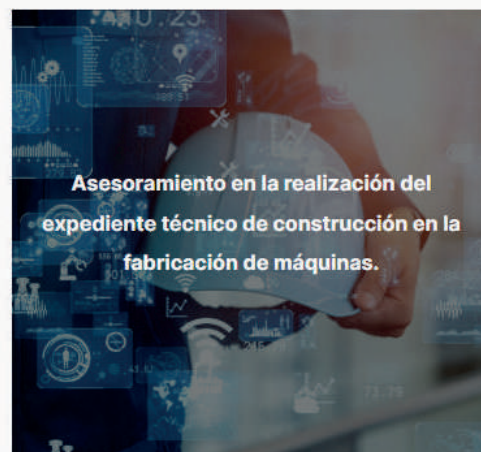 Asesoramiento en la realización del
expediente técnico de construcción en la
fabricación de máquinas.